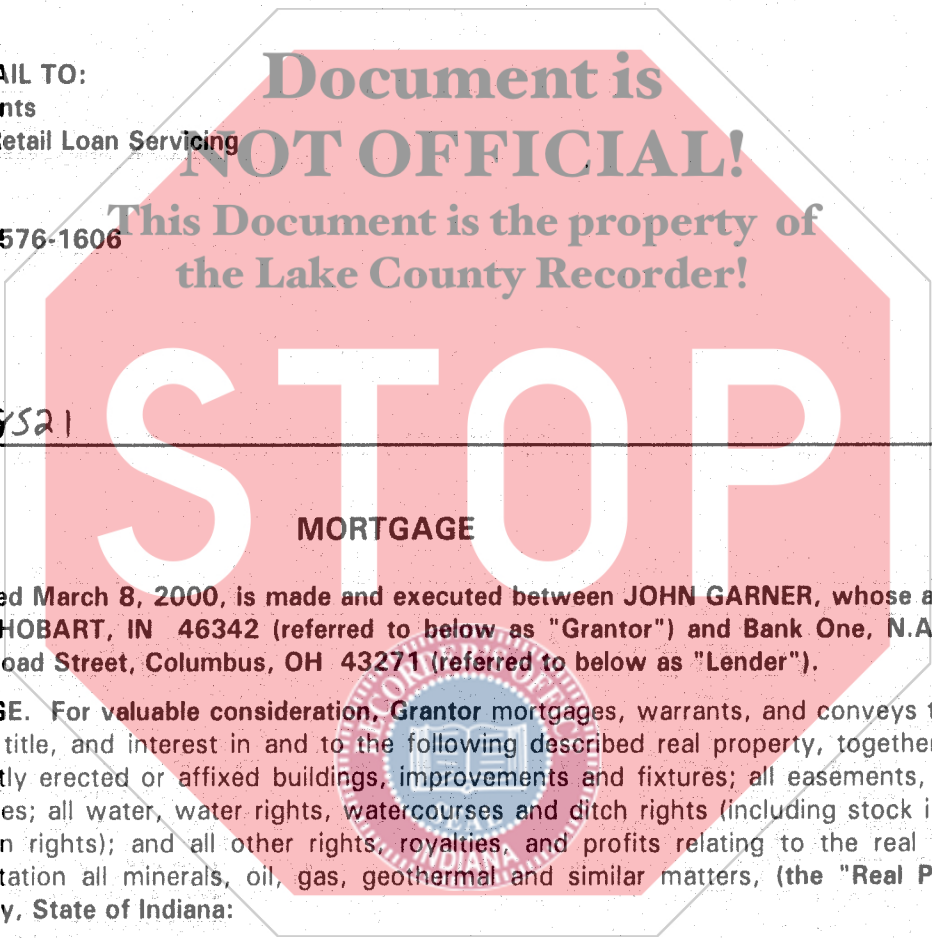 Document is
NOT OFFICIAL!
This Document is the property of
the Lake County Recorder!
STOP
AIL TO:
nts
etail Loan Servicing
576-1606
521
MORTGAGE
ed March 8, 2000, is made and executed between JOHN GARNER, whose a
HOBART, IN 46342 (referred to below as "Grantor") and Bank One, N.A
oad Street, Columbus, OH 43271 (referred to below as "Lender").
GE. For valuable consideration, Grantor mortgages, warrants, and conveys t
title, and interest in and to the following described real property, together
tly erected or affixed buildings, improvements and fixtures; all easements,
es; all water, water rights, watercourses and ditch rights (including stock i
n rights); and all other rights, royalties, and profits relating to the real
tation all minerals, oil, gas, geothermal and similar matters, (the "Real P
y, State of Indiana:
RECORDER'S OFFICE
INDIANA